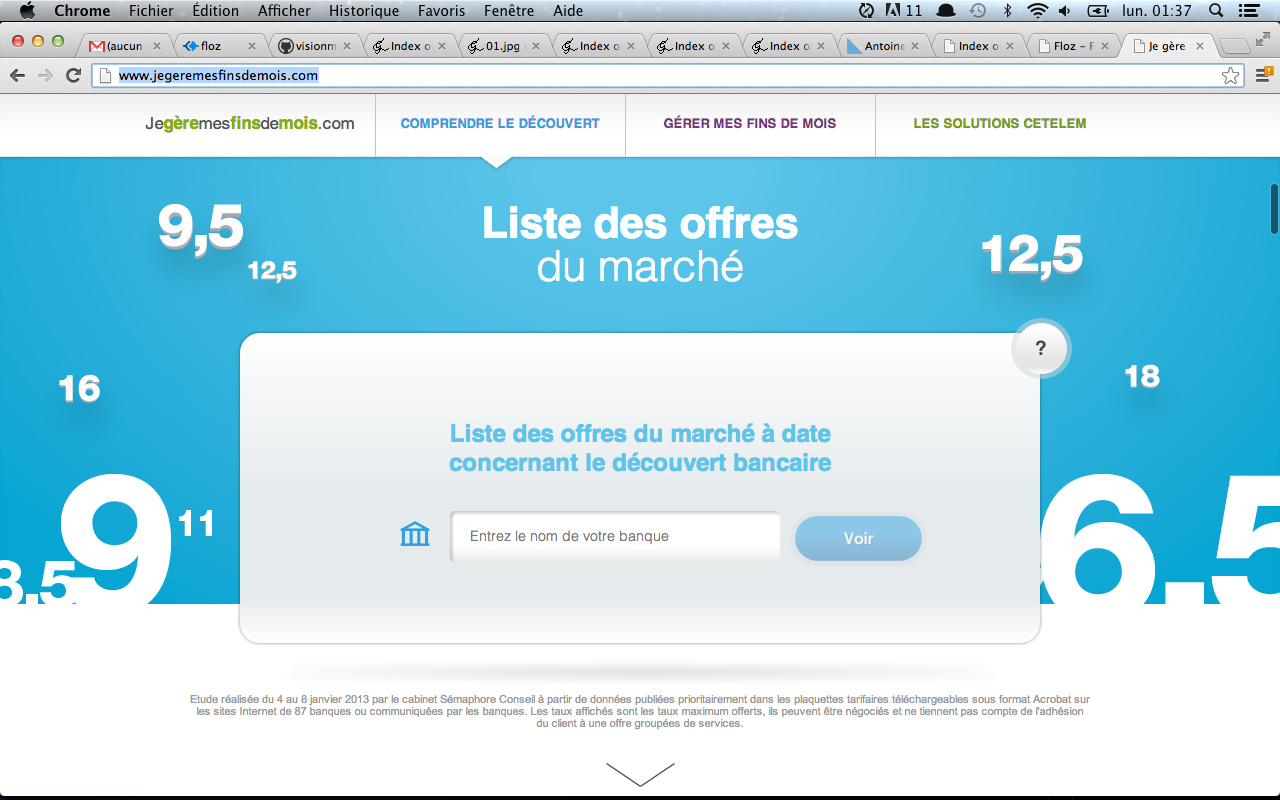 Chrome Fichier Édition Afficher Historique Favoris Fenêtre Aide 11 lun. 01:37
(aucun floz visionm Index o 01.jpg Index o Index o Index o Antoine Index o Floz – F Je gère
www.jegeremesfinsdemois.com
Jegèremesfinsdemois.com COMPRENDRE LE DÉCOUVERT GÉRER MES FINS DE MOIS LES SOLUTIONS CETELEM
9,5
12,5
Liste des offres
du marché
12,5
?
16
18
Liste des offres du marché à date
concernant le découvert bancaire
9
11
6.5
Entrez le nom de votre banque Voir
3,5
Etude réalisée du 4 au 8 janvier 2013 par le cabinet Sémaphore Conseil à partir de données publiées prioritairement dans les plaquettes tarifaires téléchargeables sous format Acrobat sur
les sites Internet de 87 banques ou communiquées par les banques. Les taux affichés sont les taux maximum offerts, ils peuvent être négociés et ne tiennent pas compte de l'adhésion
du client à une offre groupées de services.